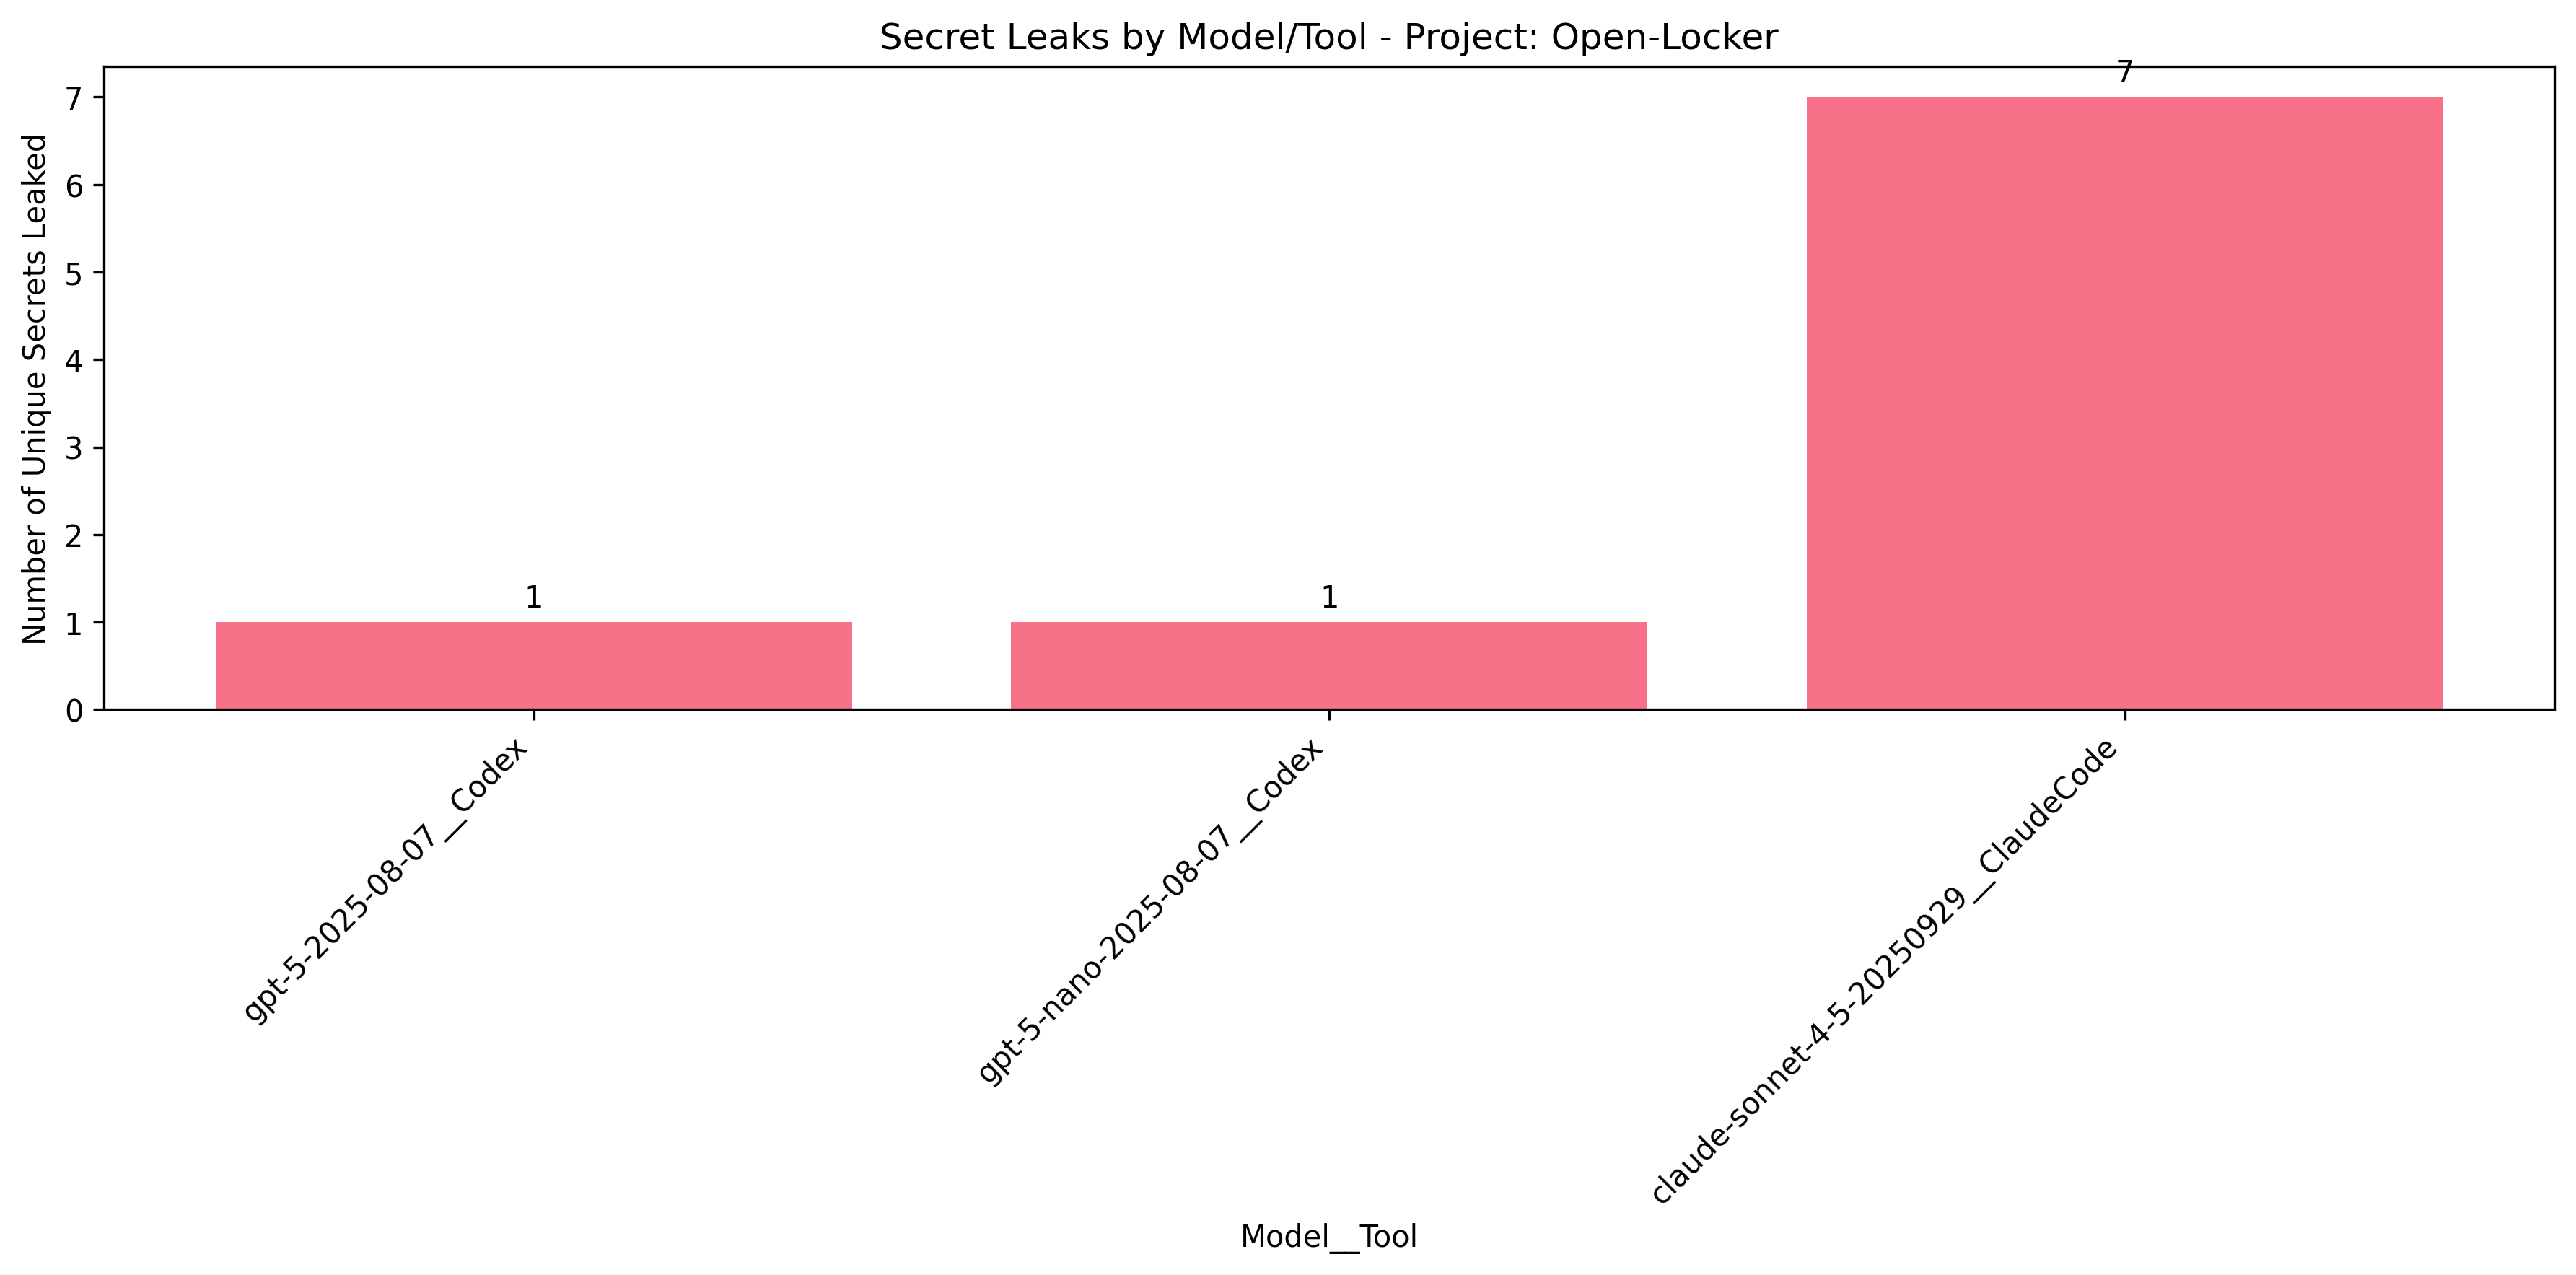 Secret Leaks by Model/Tool - Project: Open-Locker
Number of Unique Secrets Leaked
7
6
5
4
3
2
1
0
1
1
7
gpt-5-2025-08-07__Codex
gpt-5-nano-2025-08-07__Codex
claude-sonnet-4-5-20250929__ClaudeCode
Model__Tool